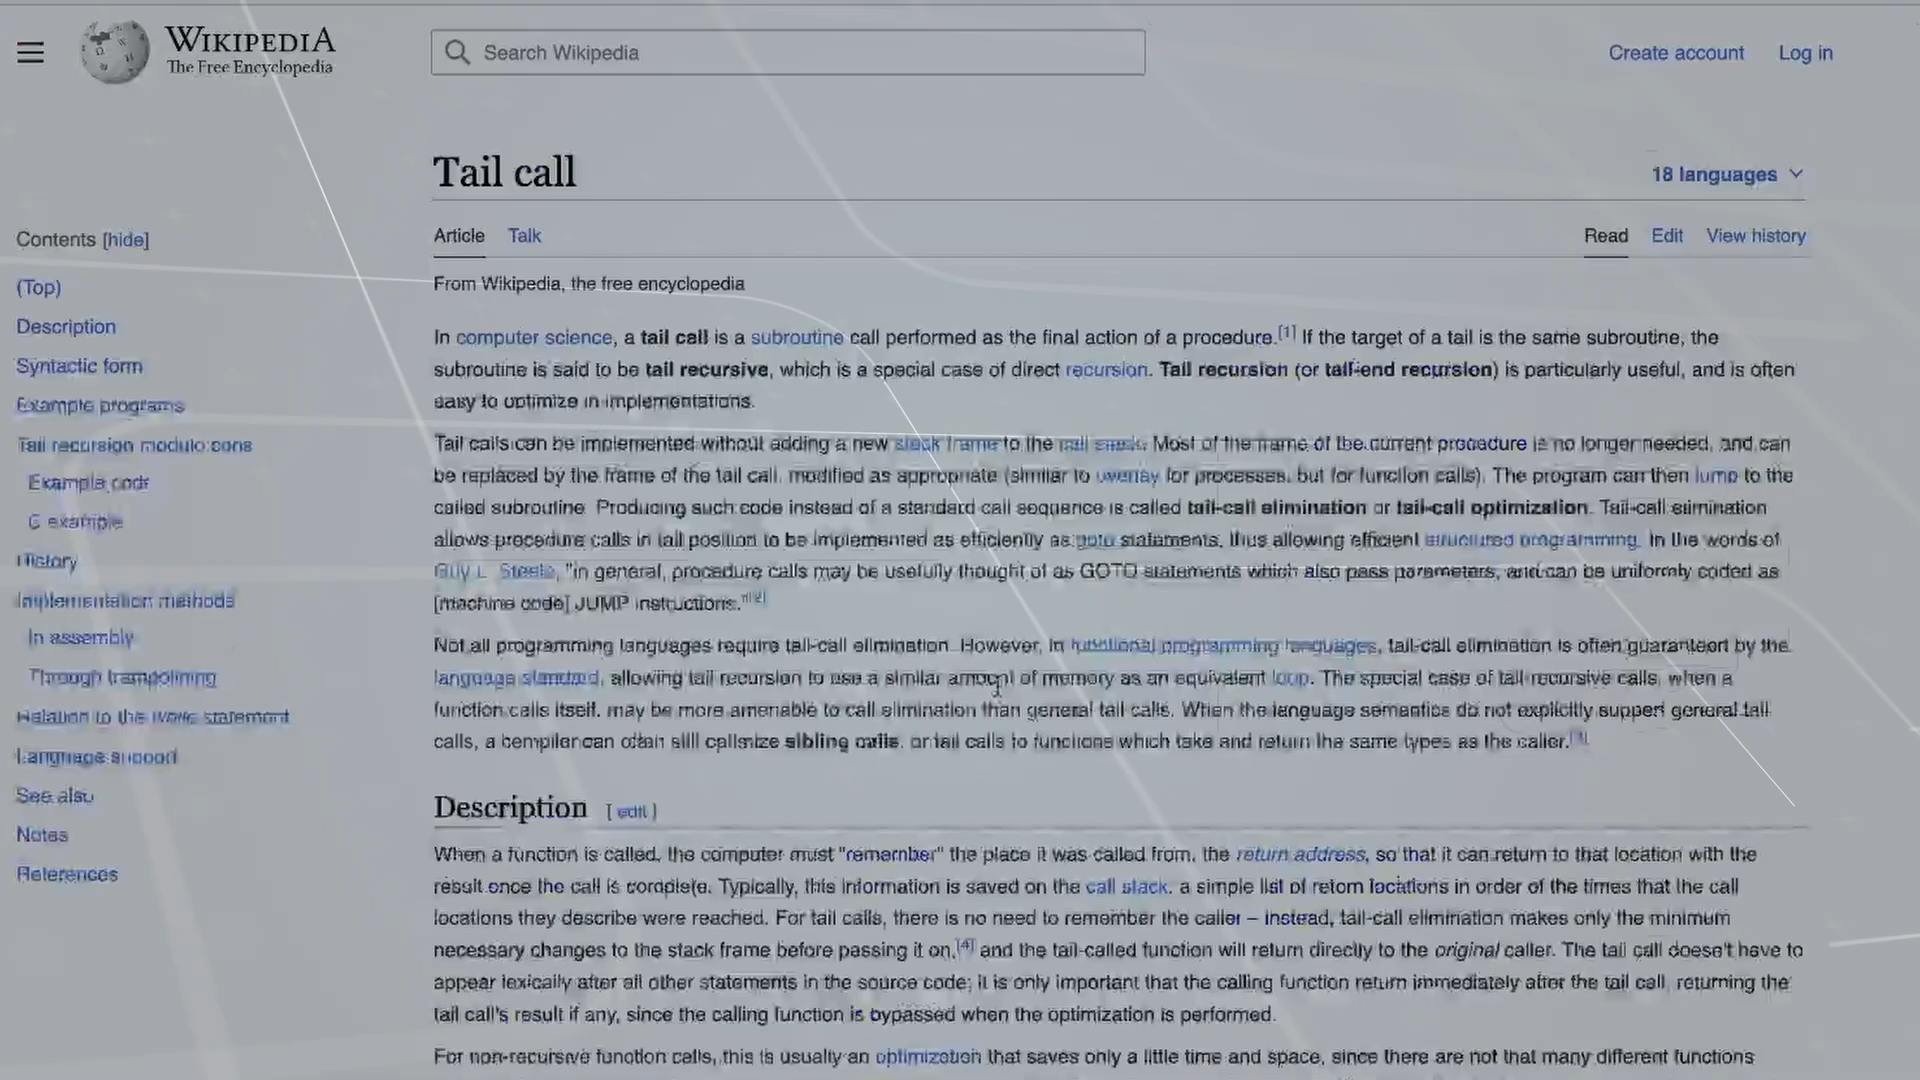 WIKIPEDIA
The Free Encyclopedia
Search Wikipedia
Create account
Log in
Tail call
18 languages
Contents [hide]
Article
Talk
Read
Edit
View history
(Top)
From Wikipedia, the free encyclopedia
Description
In computer science, a tail call is a subroutine call performed as the final action of a procedure.[1] If the target of a tail is the same subroutine, the
Syntactic form
subroutine is said to be tail recursive, which is a special case of direct recursion. Tail recursion (or tail-end recursion) is particularly useful, and is often
Example programs
easy to optimize in implementations.
Tail recursion modulo cons
Tail calls can be implemented without adding a new stack frame to the call stack. Most of the frame of the current procedure is no longer needed, and can
Example code
be replaced by the frame of the tail call, modified as appropriate (similar to overlay for processes, but for function calls). The program can then jump to the
C example
called subroutine. Producing such code instead of a standard call sequence is called tail-call elimination or tail-call optimization. Tail-call elimination
allows procedure calls in tail position to be implemented as efficiently as goto statements, thus allowing efficient structured programming. In the words of
History
Guy L. Steele, "in general, procedure calls may be usefully thought of as GOTO statements which also pass parameters, and can be uniformly coded as
Implementation methods
[machine code] JUMP instructions."[2]
In assembly
Not all programming languages require tail-call elimination. However, in functional programming languages, tail-call elimination is often guaranteed by the
Through trampolining
language standard, allowing tail recursion to use a similar amount of memory as an equivalent loop. The special case of tail-recursive calls, when a
Relation to the while statement
function calls itself, may be more amenable to call elimination than general tail calls. When the language semantics do not explicitly support general tail
Language support
calls, a compiler can often still optimize sibling calls, or tail calls to functions which take and return the same types as the caller.[3]
See also
Description [ edit ]
Notes
When a function is called, the computer must "remember" the place it was called from, the return address, so that it can return to that location with the
References
result once the call is complete. Typically, this information is saved on the call stack, a simple list of return locations in order of the times that the call
locations they describe were reached. For tail calls, there is no need to remember the caller – instead, tail-call elimination makes only the minimum
necessary changes to the stack frame before passing it on,[4] and the tail-called function will return directly to the original caller. The tail call doesn't have to
appear lexically after all other statements in the source code; it is only important that the calling function return immediately after the tail call, returning the
tail call's result if any, since the calling function is bypassed when the optimization is performed.
For non-recursive function calls, this is usually an optimization that saves only a little time and space, since there are not that many different functions